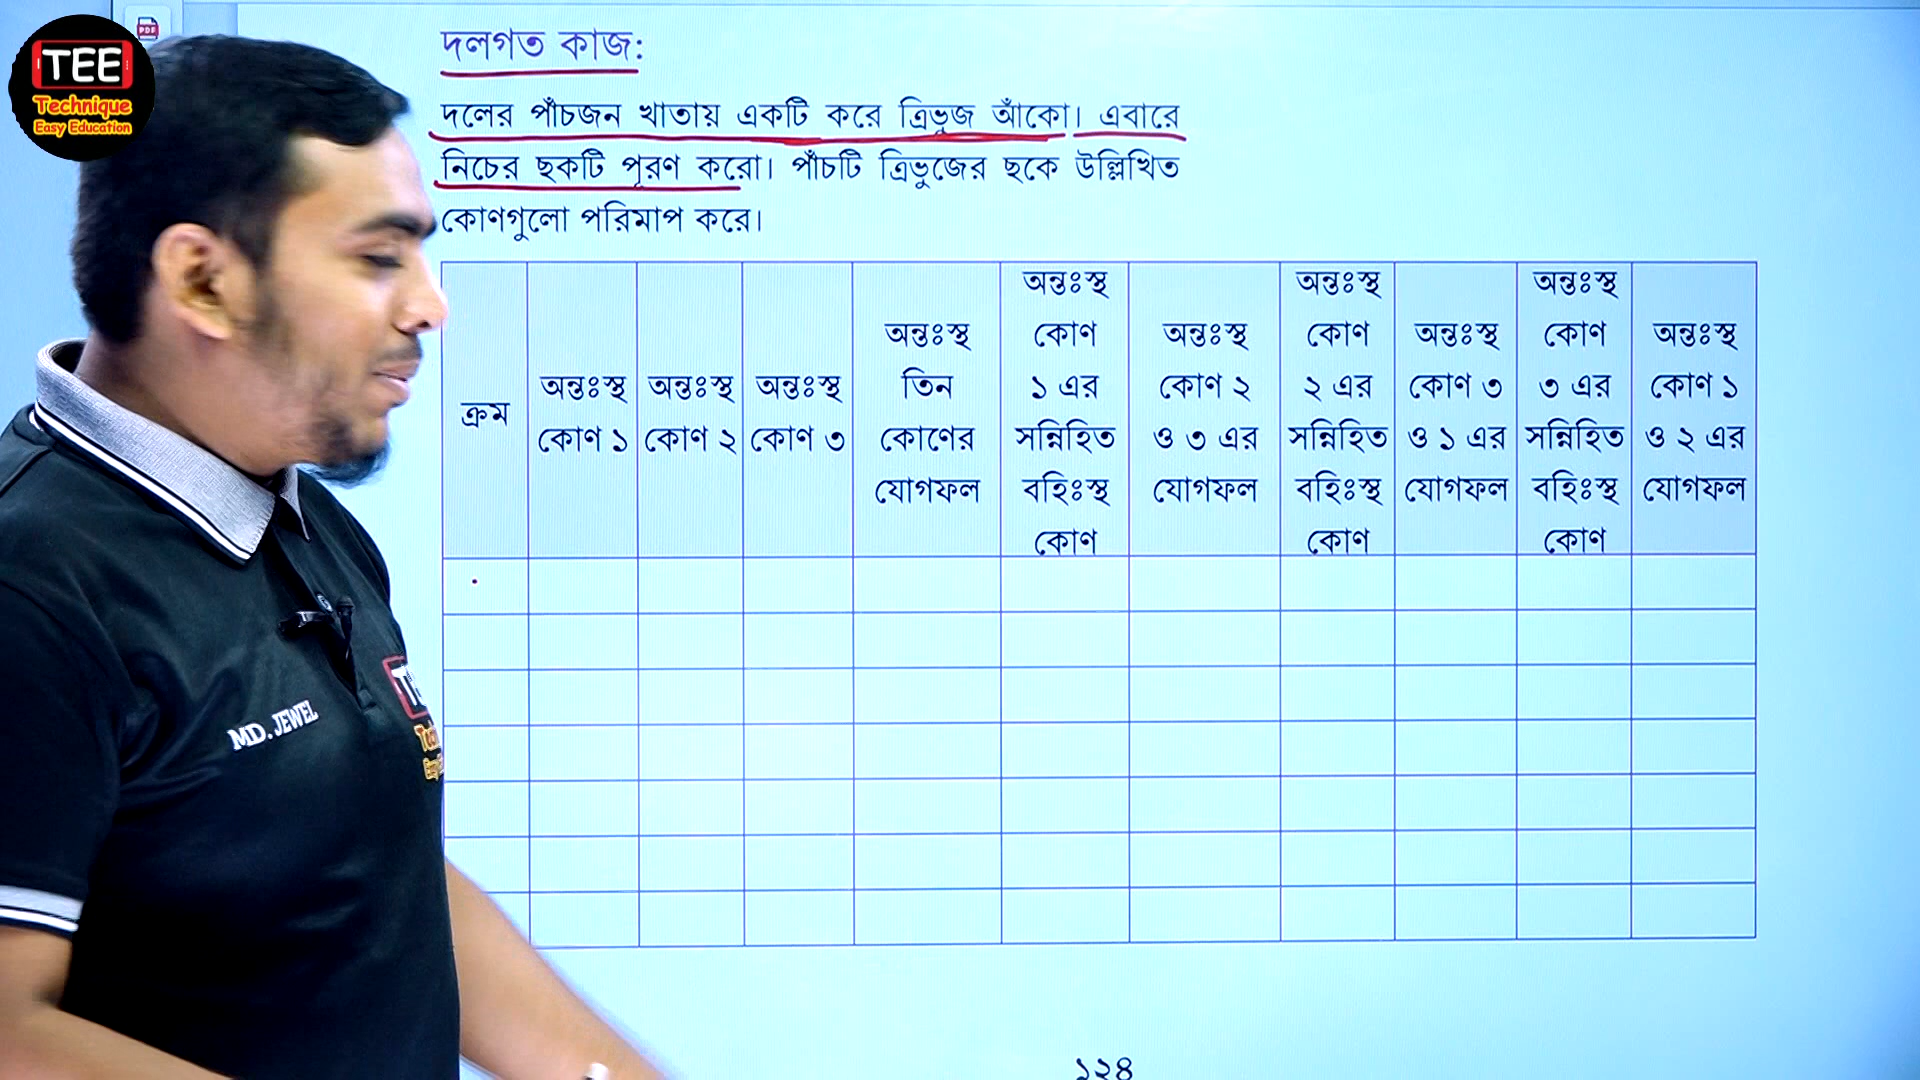 TEE
Technique
Easy Education
PDF
দলগত কাজ:
দলের পাঁচজন খাতায় একটি করে ত্রিভুজ আঁকো। এবারে
নিচের ছকটি পূরণ করো। পাঁচটি ত্রিভুজের ছকে উল্লিখিত
কোণগুলো পরিমাপ করে।
ক্রম
অন্তঃস্থ
কোণ ১
অন্তঃস্থ
কোণ ২
অন্তঃস্থ
কোণ ৩
অন্তঃস্থ
তিন
কোণের
যোগফল
অন্তঃস্থ
কোণ
১ এর
সন্নিহিত
বহিঃস্থ
কোণ
অন্তঃস্থ
কোণ ২
ও ৩ এর
যোগফল
অন্তঃস্থ
কোণ
২ এর
সন্নিহিত
বহিঃস্থ
কোণ
অন্তঃস্থ
কোণ ৩
ও ১ এর
যোগফল
অন্তঃস্থ
কোণ
৩ এর
সন্নিহিত
বহিঃস্থ
কোণ
অন্তঃস্থ
কোণ ১
ও ২ এর
যোগফল
MD. JEWEL
১২৪